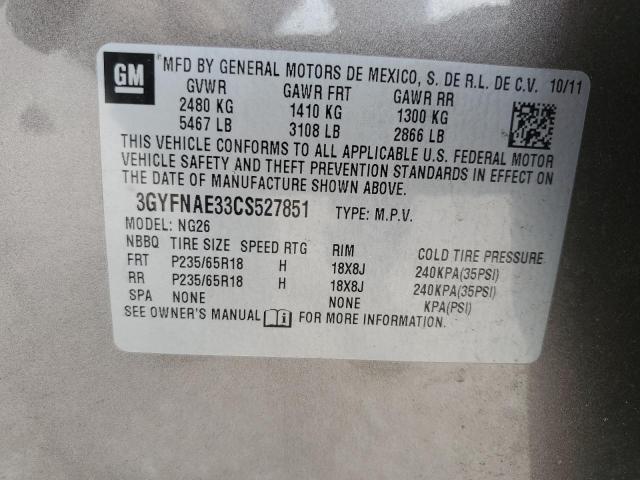 GM
MFD BY GENERAL MOTORS DE MEXICO, S. DE R.L. DE C.V. 10/11
GVWR GAWR FRT GAWR RR
2480 KG 1410 KG 1300 KG
5467 LB 3108 LB 2866 LB
THIS VEHICLE CONFORMS TO ALL APPLICABLE U.S. FEDERAL MOTOR
VEHICLE SAFETY AND THEFT PREVENTION STANDARDS IN EFFECT ON
THE DATE OF MANUFACTURE SHOWN ABOVE.
3GYFNAE33CS527851 TYPE: M.P.V.
MODEL: NG26
NBBQ TIRE SIZE SPEED RTG RIM COLD TIRE PRESSURE
FRT P235/65R18 H 18X8J 240KPA(35PSI)
RR P235/65R18 H 18X8J 240KPA(35PSI)
SPA NONE NONE KPA(PSI)
SEE OWNER'S MANUAL FOR MORE INFORMATION.